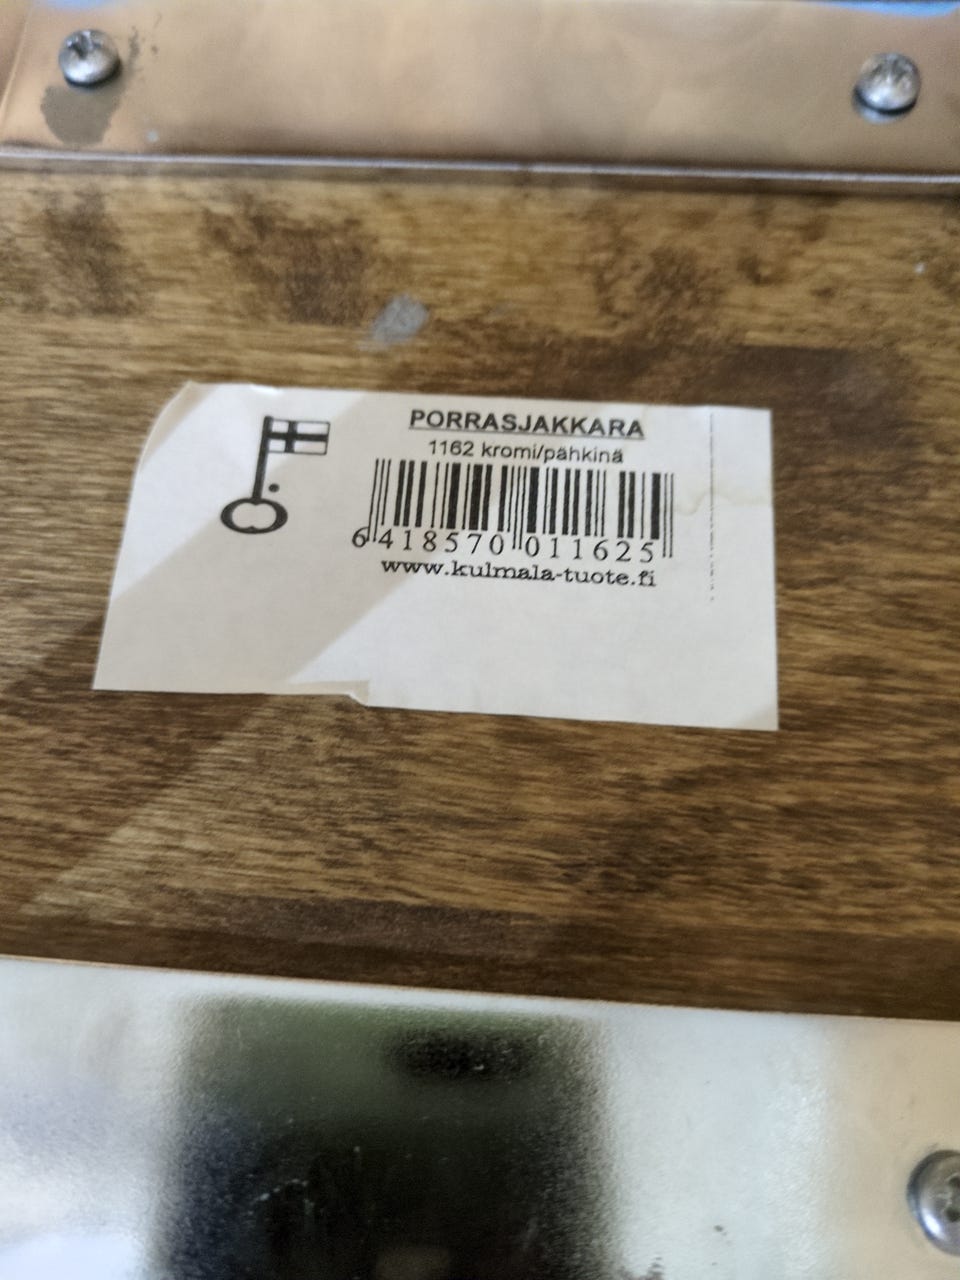 PORRASJAKKARA
1162 kromi/pähkinä
6 418570 011625
www.kulmala-tuote.fi